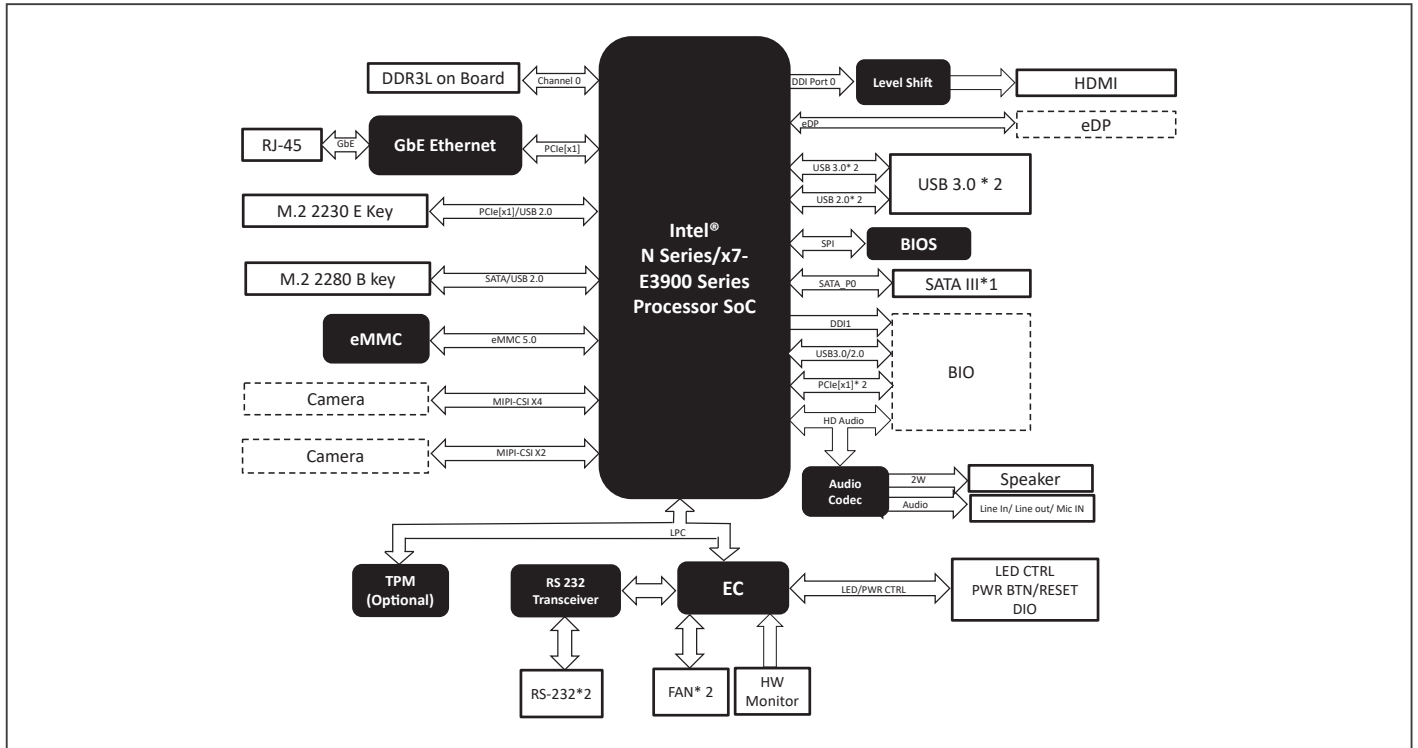 DDR3L on Board
Channel 0
RJ-45
GbE
GbE Ethernet
PCIe[x1]
M.2 2230 E Key
PCIe[x1]/USB 2.0
M.2 2280 B key
SATA/USB 2.0
eMMC
eMMC 5.0
Camera
MIPI-CSI X4
Camera
MIPI-CSI X2
Intel®
N Series/x7-
E3900 Series
Processor SoC
DDI Port 0
Level Shift
HDMI
eDP
eDP
USB 3.0* 2
USB 2.0* 2
USB 3.0 * 2
SPI
BIOS
SATA_P0
SATA III*1
DDI1
USB3.0/2.0
PCIe[x1]* 2
HD Audio
BIO
Audio
Codec
2W
Speaker
Audio
Line In/ Line out/ Mic IN
LPC
TPM
(Optional)
RS 232
Transceiver
EC
LED/PWR CTRL
LED CTRL
PWR BTN/RESET
DIO
RS-232*2
FAN* 2
HW
Monitor